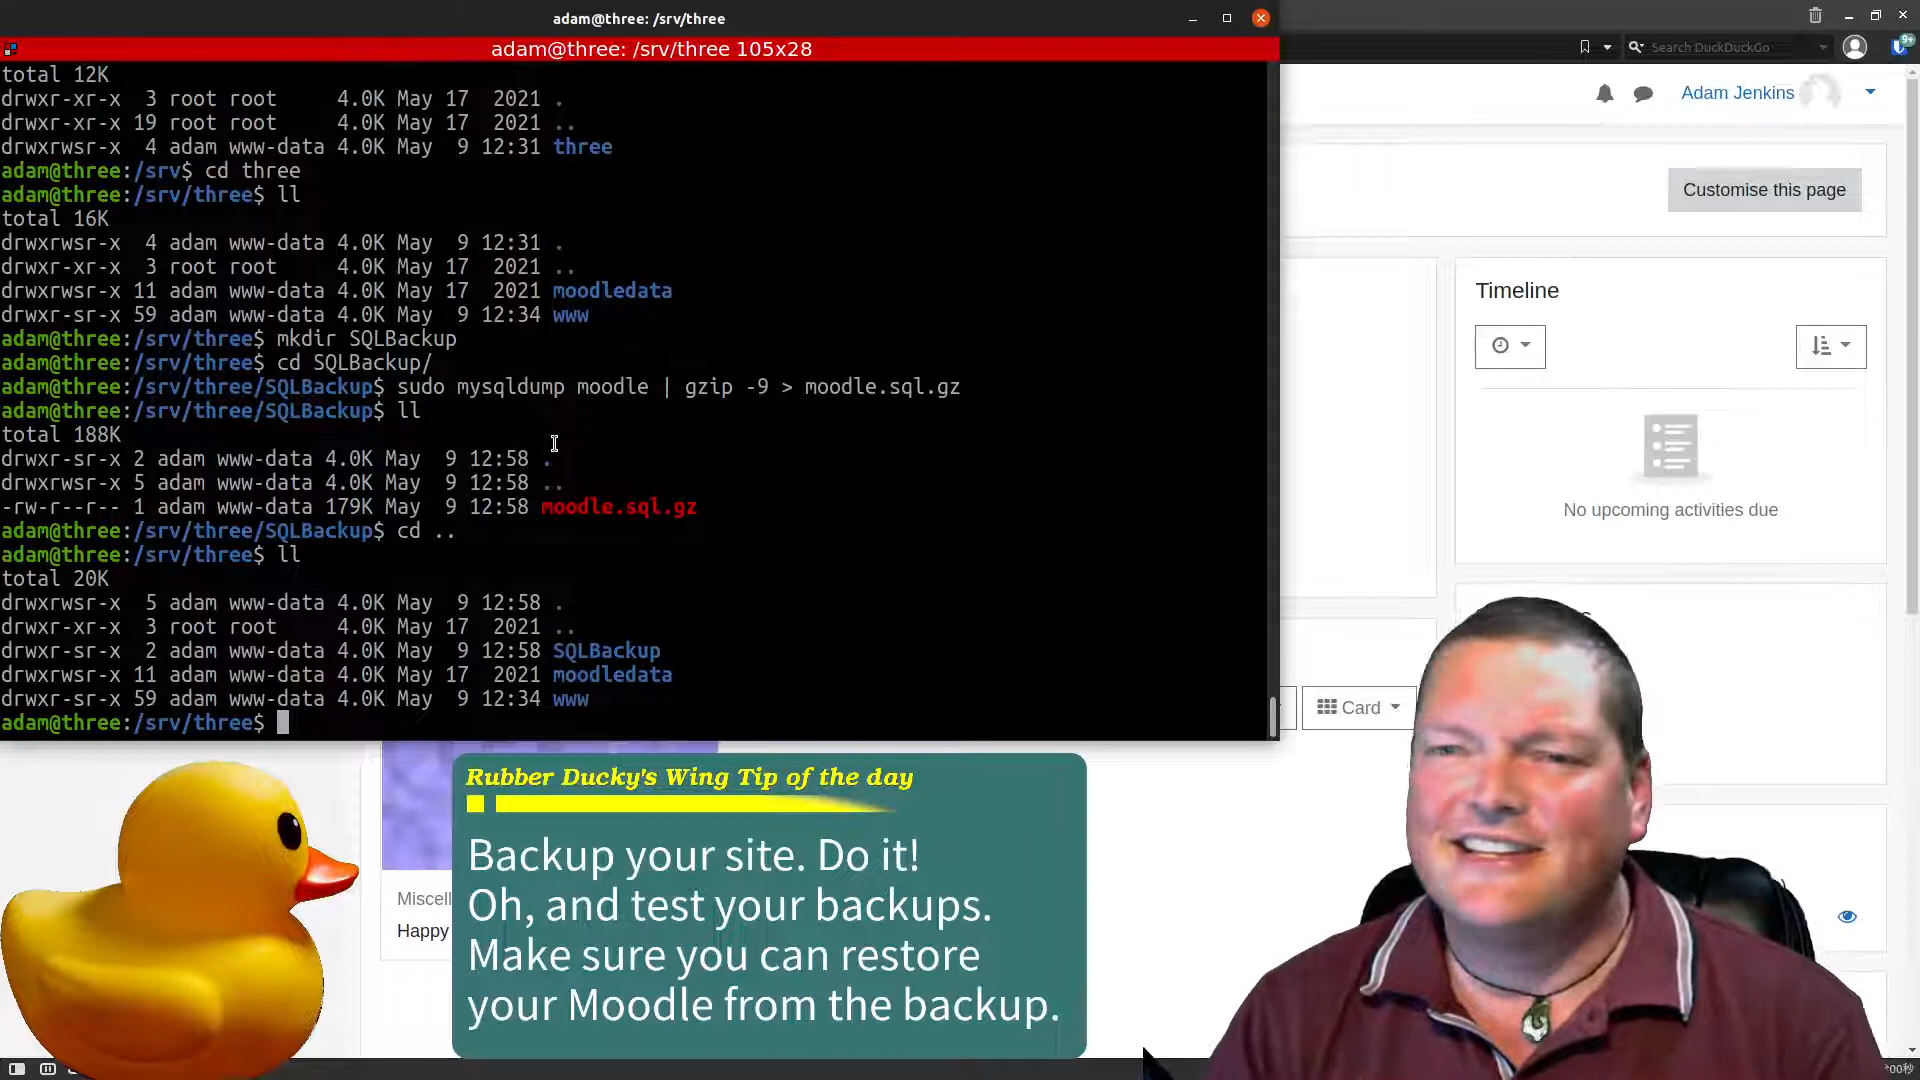 adam@three: /srv/three
adam@three: /srv/three 105x28
total 12K
drwxr-xr-x  3 root root     4.0K May 17  2021 .
drwxr-xr-x 19 root root     4.0K May 17  2021 ..
drwxrwsr-x  4 adam www-data 4.0K May  9 12:31 three
adam@three:/srv$ cd three
adam@three:/srv/three$ ll
total 16K
drwxrwsr-x  4 adam www-data 4.0K May  9 12:31 .
drwxr-xr-x  3 root root     4.0K May 17  2021 ..
drwxrwsr-x 11 adam www-data 4.0K May 17  2021 moodledata
drwxr-sr-x 59 adam www-data 4.0K May  9 12:34 www
adam@three:/srv/three$ mkdir SQLBackup
adam@three:/srv/three$ cd SQLBackup/
adam@three:/srv/three/SQLBackup$ sudo mysqldump moodle | gzip -9 > moodle.sql.gz
adam@three:/srv/three/SQLBackup$ ll
total 188K
drwxr-sr-x 2 adam www-data 4.0K May  9 12:58 .
drwxrwsr-x 5 adam www-data 4.0K May  9 12:58 ..
-rw-r--r-- 1 adam www-data 179K May  9 12:58 moodle.sql.gz
adam@three:/srv/three/SQLBackup$ cd ..
adam@three:/srv/three$ ll
total 20K
drwxrwsr-x  5 adam www-data 4.0K May  9 12:58 .
drwxr-xr-x  3 root root     4.0K May 17  2021 ..
drwxr-sr-x  2 adam www-data 4.0K May  9 12:58 SQLBackup
drwxrwsr-x 11 adam www-data 4.0K May 17  2021 moodledata
drwxr-sr-x 59 adam www-data 4.0K May  9 12:34 www
adam@three:/srv/three$
Search DuckDuckGo
9+
Adam Jenkins
Customise this page
Timeline
No upcoming activities due
Card
Miscell
Happy
Rubber Ducky's Wing Tip of the day
Backup your site. Do it!
Oh, and test your backups.
Make sure you can restore
your Moodle from the backup.